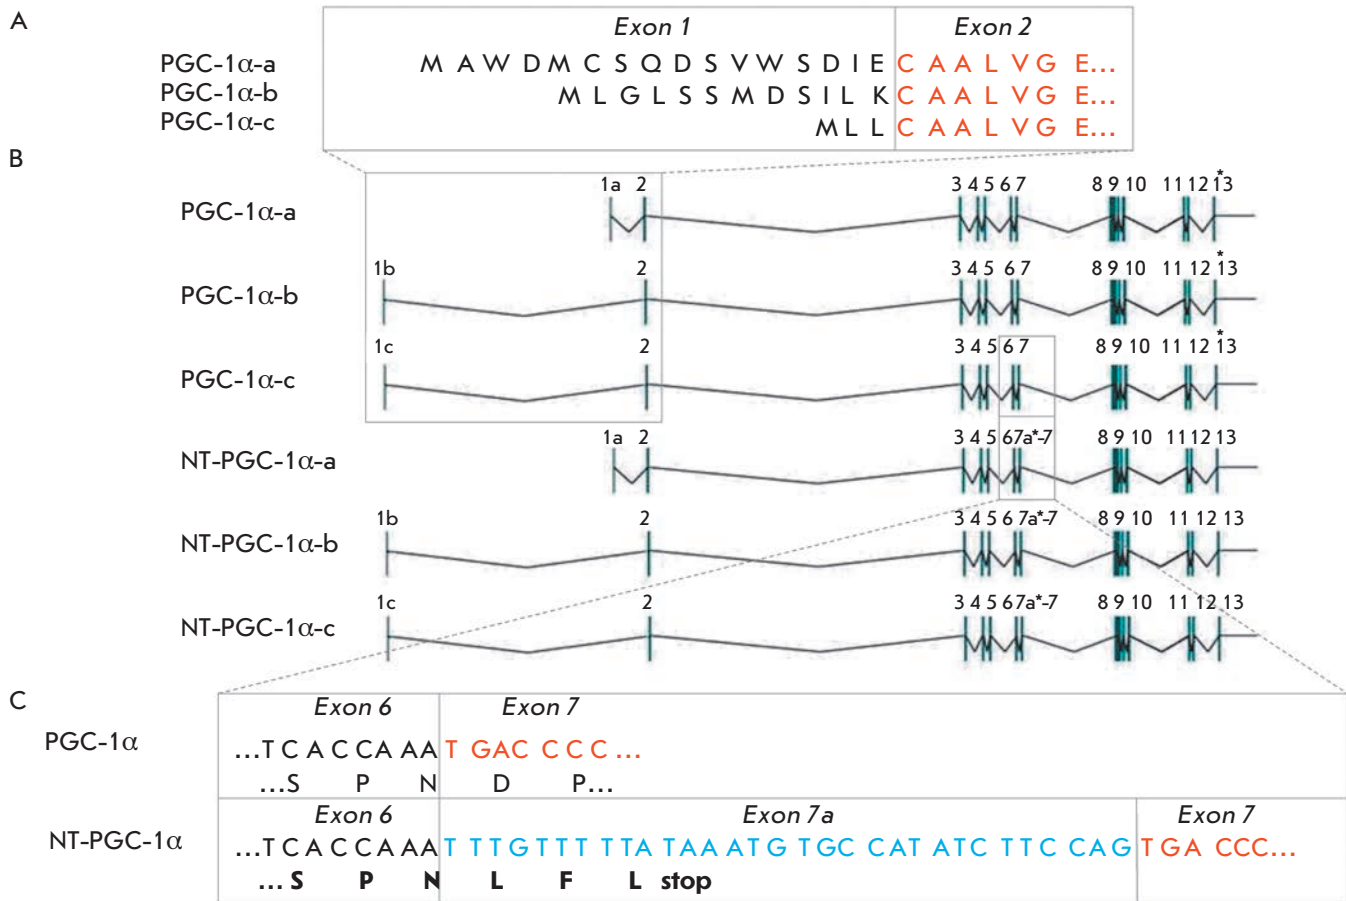 A
Exon 1 Exon 2
PGC-1α-a M A W D M C S Q D S V W S D I E C A A L V G E...
PGC-1α-b M L G L S S M D S I L K C A A L V G E...
PGC-1α-c M L L C A A L V G E...
B
1a 2 3 4 5 6 7 8 9 10 11 12 13 *
PGC-1α-a
1b 2 3 4 5 6 7 8 9 10 11 12 13 *
PGC-1α-b
1c 2 3 4 5 6 7 8 9 10 11 12 13 *
PGC-1α-c
1a 2 3 4 5 6 7a*-7 8 9 10 11 12 13
NT-PGC-1α-a
1b 2 3 4 5 6 7a*-7 8 9 10 11 12 13
NT-PGC-1α-b
1c 2 3 4 5 6 7a*-7 8 9 10 11 12 13
NT-PGC-1α-c
C
Exon 6 Exon 7
PGC-1α ...T C A C C A A A T G A C C C C ...
...S P N D P...
Exon 6 Exon 7a Exon 7
NT-PGC-1α ...T C A C C A A A T T T G T T T T T A T A A A T G T G C C A T A T C T T C C A G T G A C C C...
... S P N L F L stop